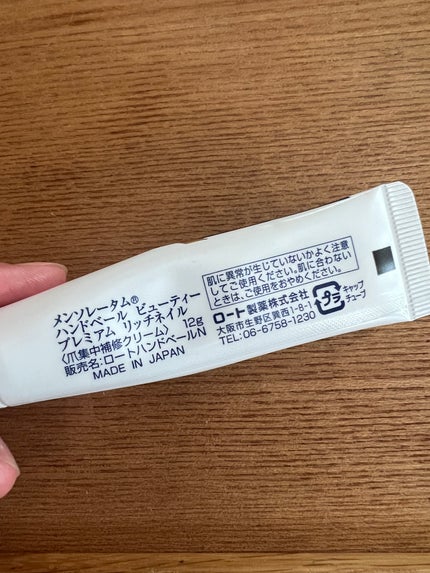 メンソレータム®
ハンドベール ビューティー
プレミアム リッチネイル
〈爪集中補修クリーム〉 12g
販売名:ロートハンドベールN
MADE IN JAPAN
肌に異常が生じていないかよく注意
してご使用ください。肌に合わない
ときは、ご使用をおやめください。
ロート製薬株式会社
大阪市生野区巽西1-8-1
TEL:06-6758-1230
プラ
キャップ
チューブ